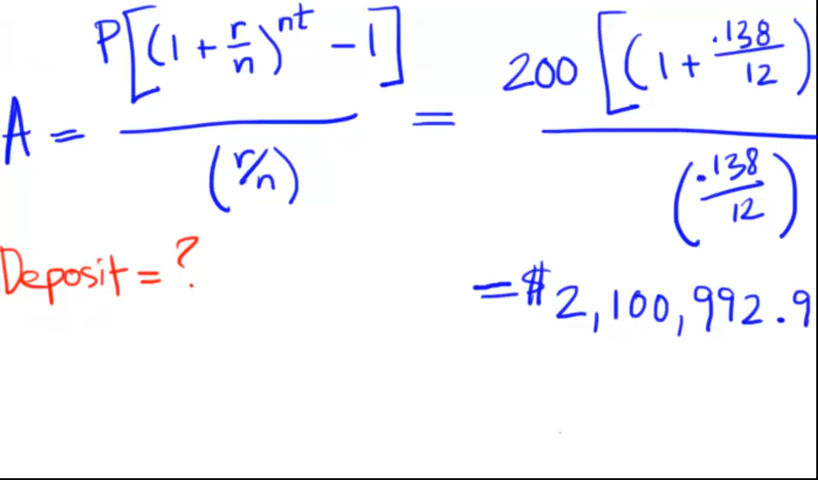 A = P[(1 + r/n)^nt - 1] / (r/n) = 200 [(1 + .138/12) / (.138/12)
Deposit = ?
= $2,100,992.9